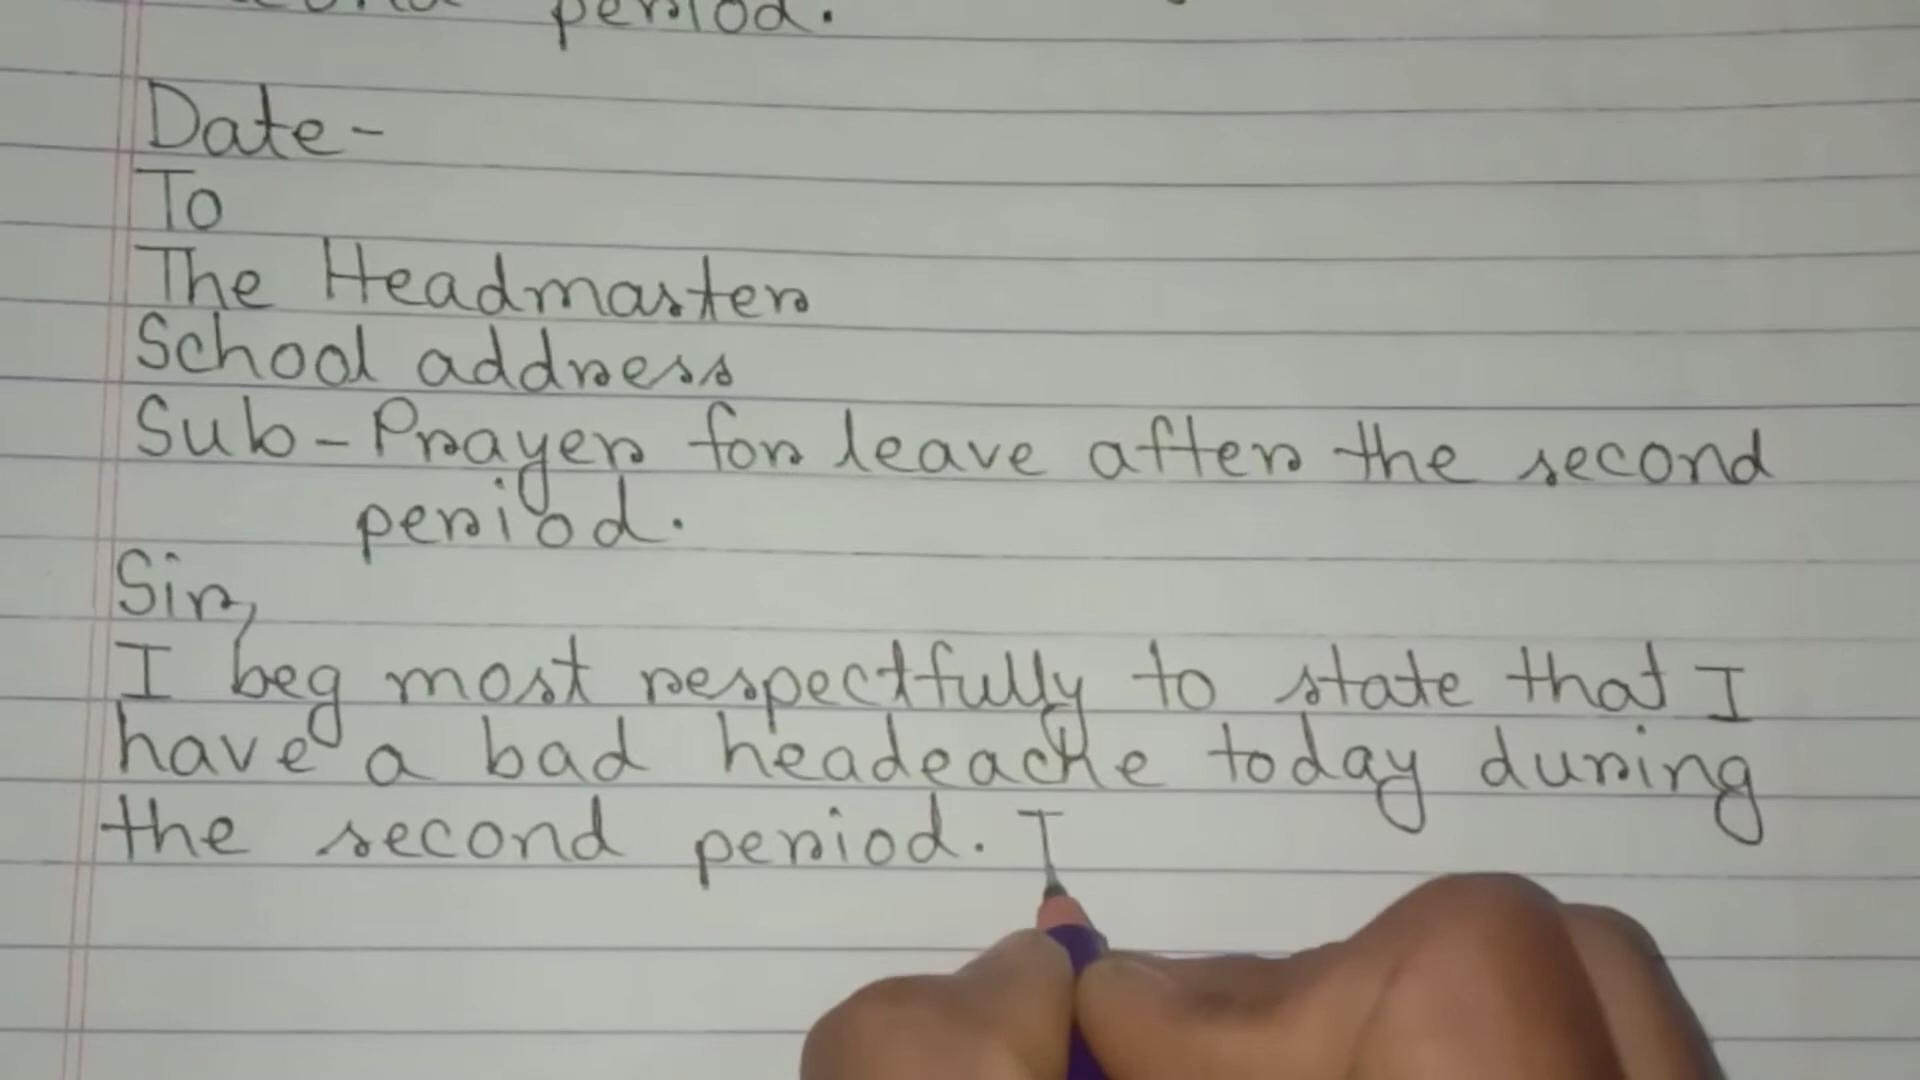 period.
Date-
To
The Headmaster
School address
Sub-Prayer for leave after the second
period.
Sir,
I beg most respectfully to state that I
have a bad headeache today during
the second period. I